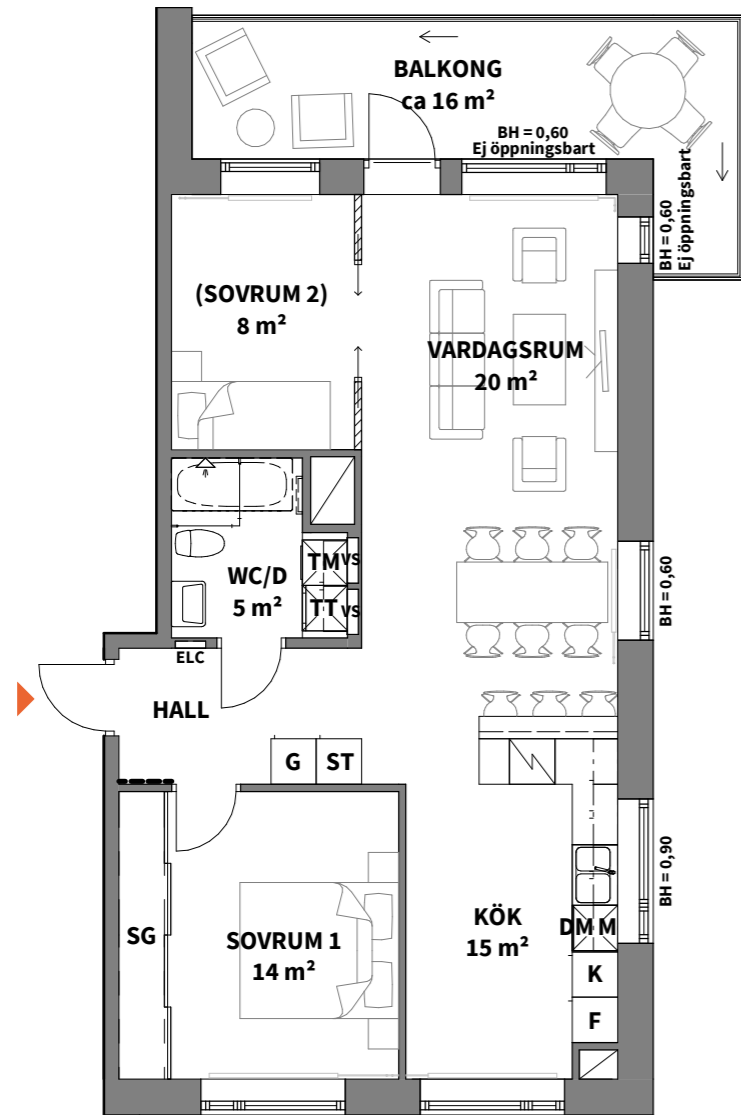 BALKONG
ca 16 m²
BH = 0,60
Ej öppningsbart
BH = 0,60
Ej öppningsbart
(SOVRUM 2)
8 m²
VARDAGSRUM
20 m²
WC/D
5 m²
TM
VS
TT
VS
BH = 0,60
ELC
HALL
G
ST
BH = 0,90
SG
SOVRUM 1
14 m²
KÖK
15 m²
DM M
K
F